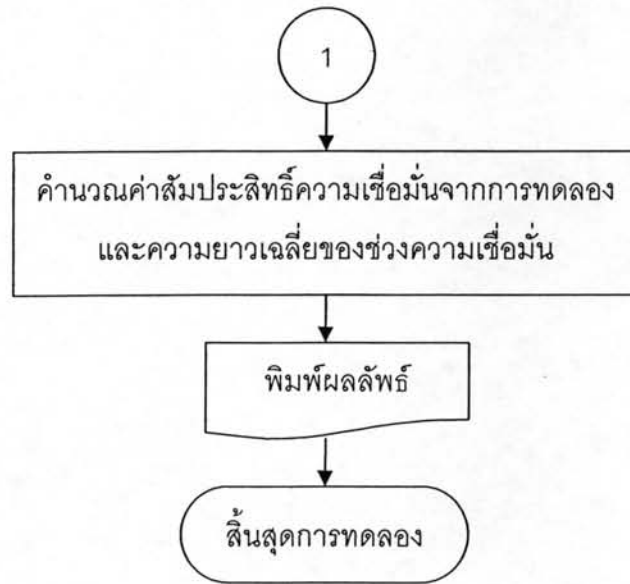 1
คำนวณค่าสัมประสิทธิ์ความเชื่อมั่นจากการทดลอง
และความยาวเฉลี่ยของช่วงความเชื่อมั่น
พิมพ์ผลลัพธ์
สิ้นสุดการทดลอง